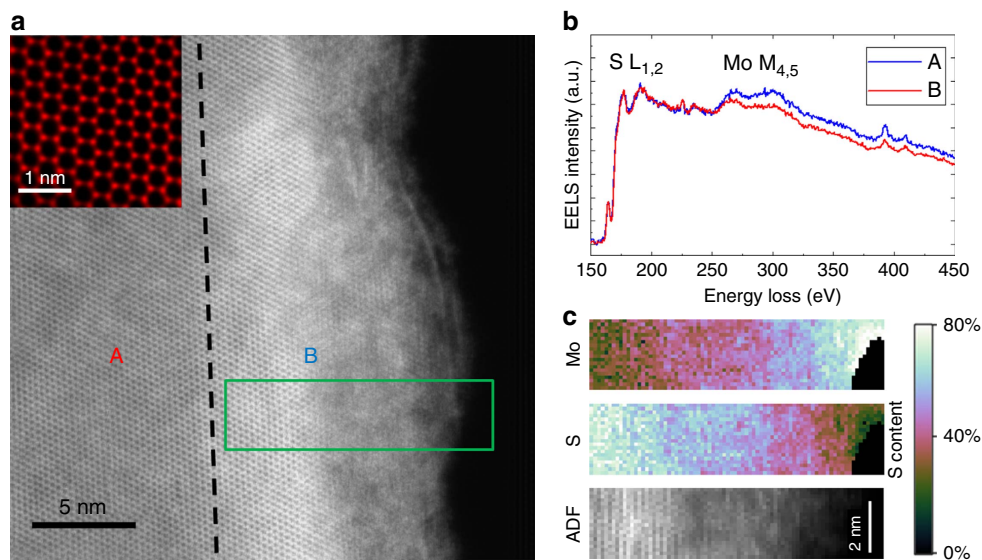 a
1 nm
A
B
5 nm
b
S L1,2
Mo M4,5
A
B
EELS intensity (a.u.)
150 200 250 300 350 400 450
Energy loss (eV)
c
Mo
S
ADF
2 nm
80%
40%
0%
S content